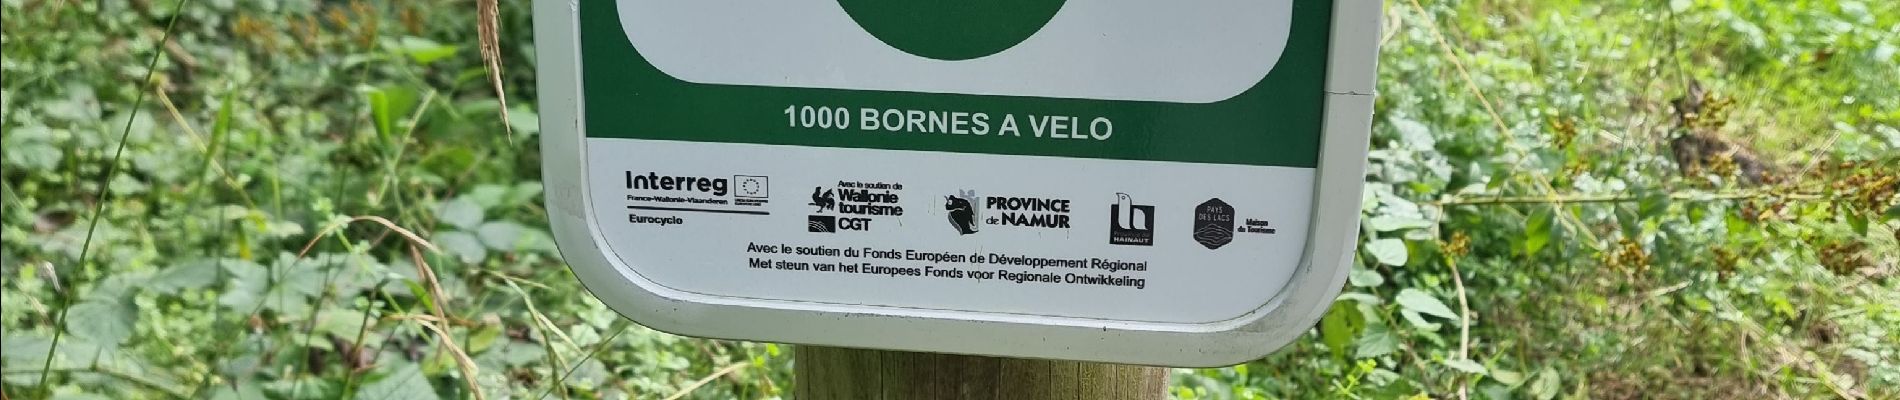 1000 BORNES A VELO
Interreg
France-Wallonie-Vlaanderen
Eurocyclo
Avec le soutien de
Wallonie
tourisme
CGT
PROVINCE
de NAMUR
HAINAUT
PAYS
DES LACS
Maison
du Tourisme
Avec le soutien du Fonds Européen de Développement Régional
Met steun van het Europees Fonds voor Regionale Ontwikkeling